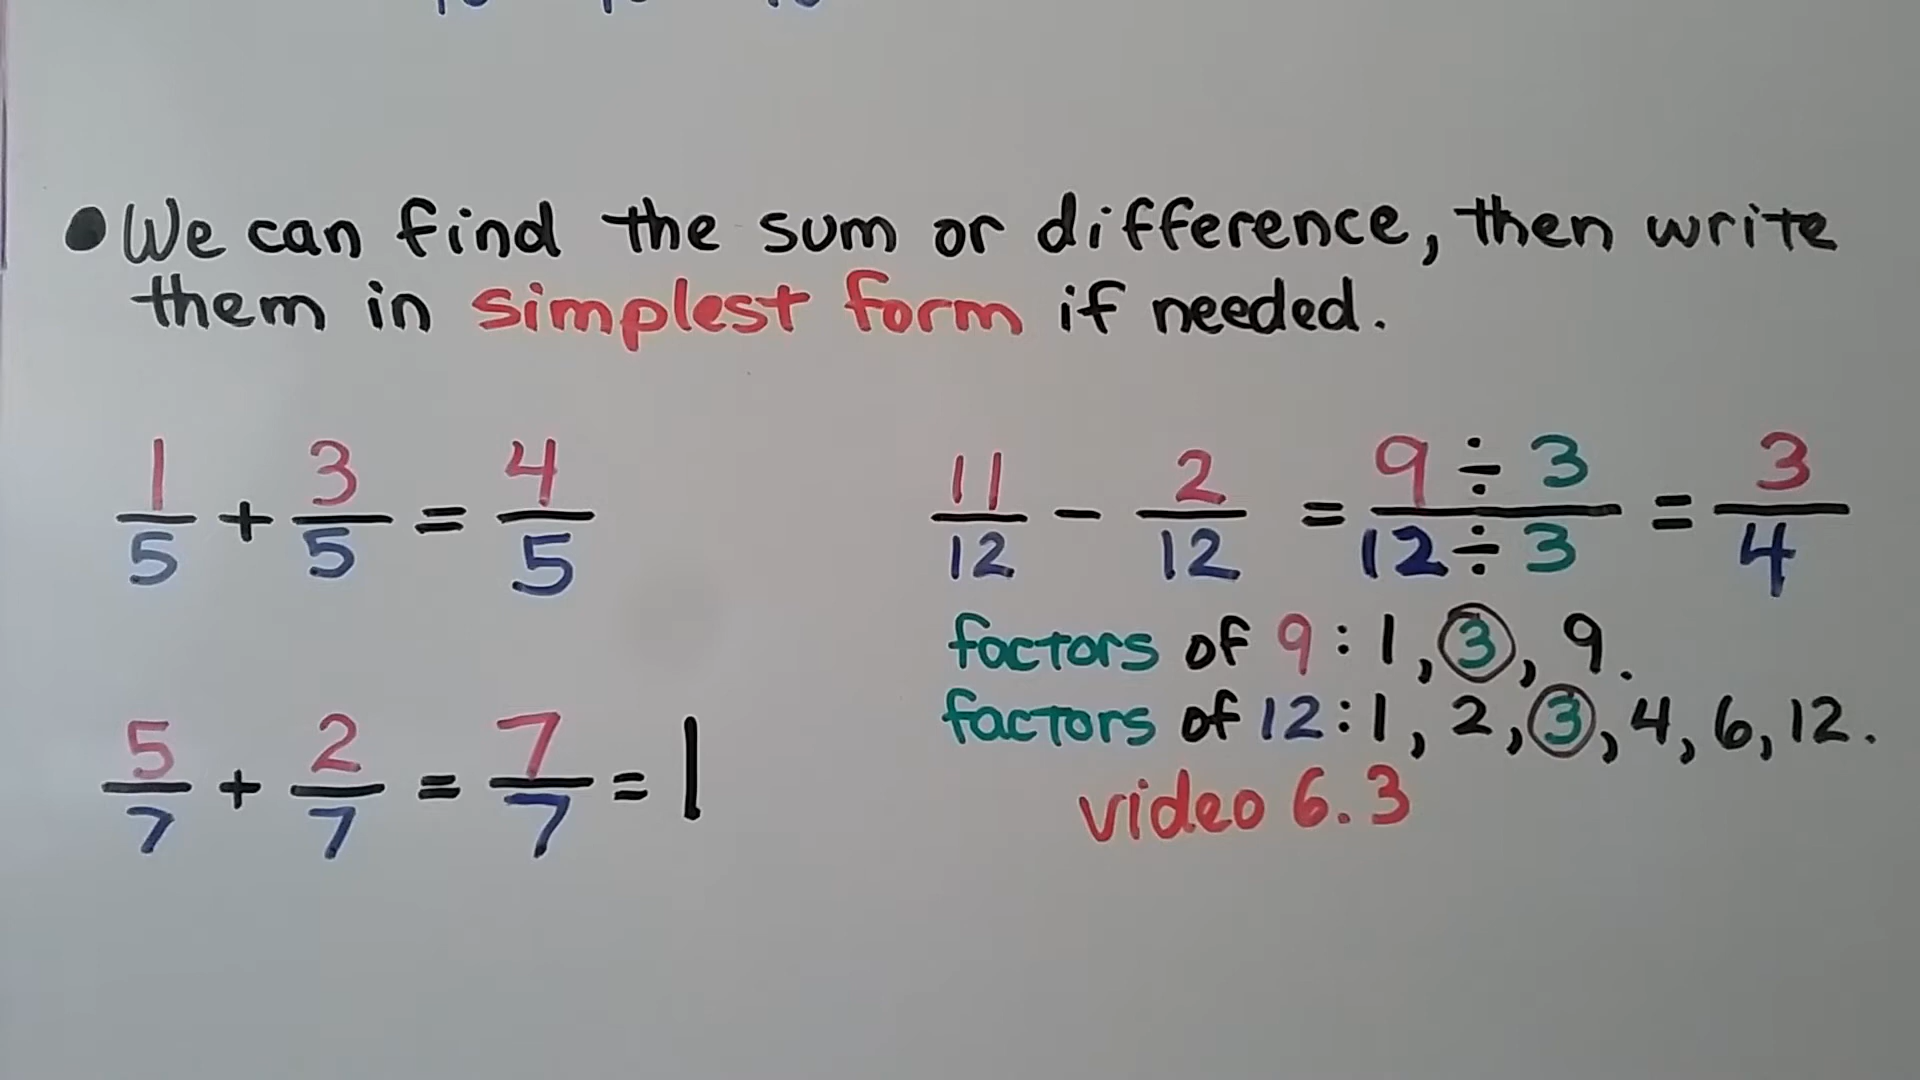 • We can find the sum or difference, then write
them in simplest form if needed.
1/5 + 3/5 = 4/5
11/12 - 2/12 = 9÷3/12÷3 = 3/4
factors of 9: 1, 3, 9.
factors of 12: 1, 2, 3, 4, 6, 12.
video 6.3
5/7 + 2/7 = 7/7 = 1